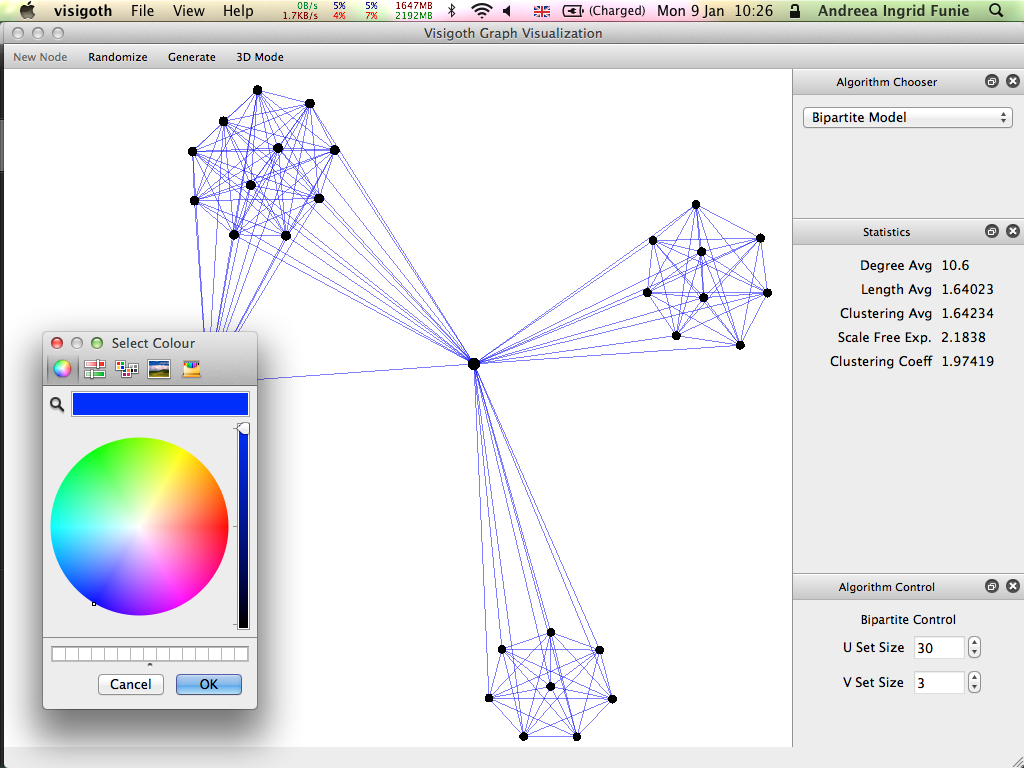 visigoth File View Help 0B/s 5% 5% 1647MB (Charged) Mon 9 Jan 10:26 Andreea Ingrid Funie
1.7KB/s 4% 7% 2192MB
Visigoth Graph Visualization
New Node Randomize Generate 3D Mode
Algorithm Chooser
Bipartite Model
Statistics
Degree Avg 10.6
Length Avg 1.64023
Clustering Avg 1.64234
Scale Free Exp. 2.1838
Clustering Coeff 1.97419
Select Colour
Cancel OK
Algorithm Control
Bipartite Control
U Set Size 30
V Set Size 3